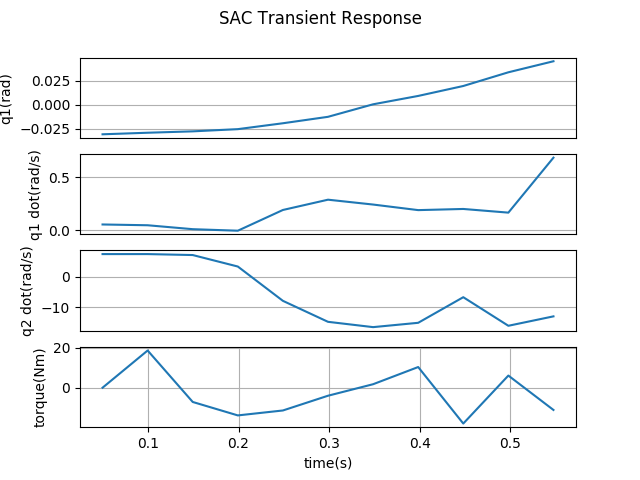 SAC Transient Response
q1(rad)
0.025
0.000
−0.025
q1 dot(rad/s)
0.5
0.0
q2 dot(rad/s)
0
−10
torque(Nm)
20
0
0.1 0.2 0.3 0.4 0.5
time(s)